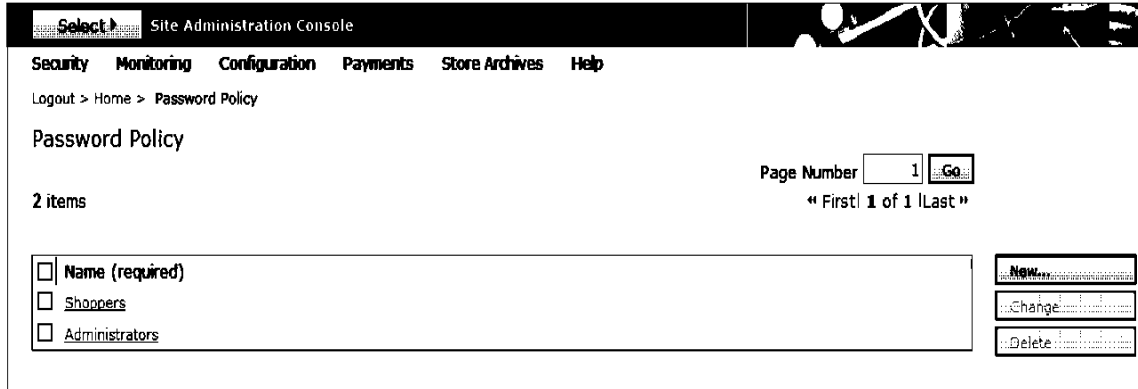 Select Site Administration Console
Security Monitoring Configuration Payments Store Archives Help
Logout > Home > Password Policy
Password Policy
Page Number 1 Go
2 items
« First| 1 of 1 |Last »
Name (required)
Shoppers
Administrators
New...
Change
Delete